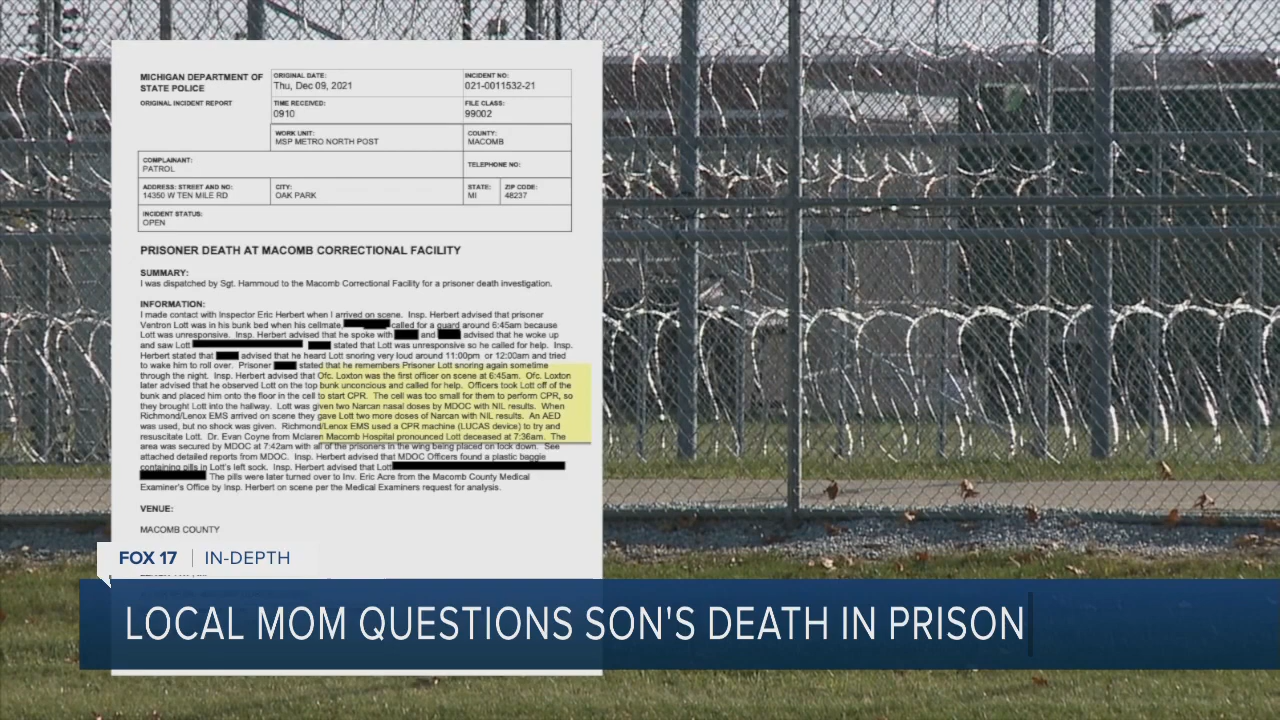 MICHIGAN DEPARTMENT OF
STATE POLICE
ORIGINAL INCIDENT REPORT
ORIGINAL DATE:
Thu, Dec 09, 2021
INCIDENT NO:
021-0011532-21
TIME RECEIVED:
0910
FILE CLASS:
99002
WORK UNIT:
MSP METRO NORTH POST
COUNTY:
MACOMB
COMPLAINANT:
PATROL
TELEPHONE NO:
ADDRESS: STREET AND NO:
14350 W TEN MILE RD
CITY:
OAK PARK
STATE:
MI
ZIP CODE:
48237
INCIDENT STATUS:
OPEN
PRISONER DEATH AT MACOMB CORRECTIONAL FACILITY
SUMMARY:
I was dispatched by Sgt. Hammoud to the Macomb Correctional Facility for a prisoner death investigation.
INFORMATION:
I made contact with Inspector Eric Herbert when I arrived on scene. Insp. Herbert advised that prisoner
Ventron Lott was in his bunk bed when his cellmate, called for a guard around 6:45am because
Lott was unresponsive. Insp. Herbert advised that he spoke with and advised that he woke up
and saw Lott stated that Lott was unresponsive so he called for help. Insp.
Herbert stated that advised that he heard Lott snoring very loud around 11:00pm or 12:00am and tried
to wake him to roll over. Prisoner stated that he remembers Prisoner Lott snoring again sometime
through the night. Insp. Herbert advised that Ofc. Loxton was the first officer on scene at 6:45am. Ofc. Loxton
later advised that he observed Lott on the top bunk unconcious and called for help. Officers took Lott off of the
bunk and placed him onto the floor in the cell to start CPR. The cell was too small for them to perform CPR, so
they brought Lott into the hallway. Lott was given two Narcan nasal doses by MDOC with NIL results. When
Richmond/Lenox EMS arrived on scene they gave Lott two more doses of Narcan with NIL results. An AED
was used, but no shock was given. Richmond/Lenox EMS used a CPR machine (LUCAS device) to try and
resuscitate Lott. Dr. Evan Coyne from Mclaren Macomb Hospital pronounced Lott deceased at 7:36am. The
area was secured by MDOC at 7:42am with all of the prisoners in the wing being placed on lock down. See
attached detailed reports from MDOC. Insp. Herbert advised that MDOC Officers found a plastic baggie
containing pills in Lott's left sock. Insp. Herbert advised that Lott
The pills were later turned over to Inv. Eric Acre from the Macomb County Medical
Examiner's Office by Insp. Herbert on scene per the Medical Examiners request for analysis.
VENUE:
MACOMB COUNTY
FOX 17 | IN-DEPTH
LOCAL MOM QUESTIONS SON'S DEATH IN PRISON